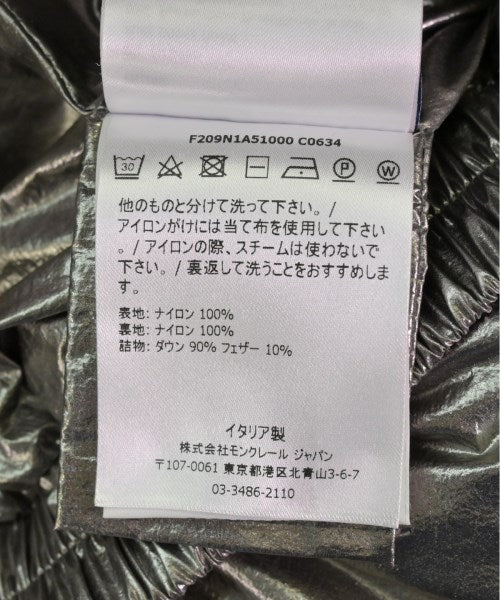 F209N1A51000 C0634
30 P W
他のものと分けて洗って下さい。/
アイロンがけには当て布を使用して下さい
。/ アイロンの際、スチームは使わないで
下さい。/ 裏返して洗うことをおすすめしま
す。
表地: ナイロン 100%
裏地: ナイロン 100%
詰物: ダウン 90% フェザー 10%
イタリア製
株式会社モンクレール ジャパン
〒107-0061 東京都港区北青山3-6-7
03-3486-2110